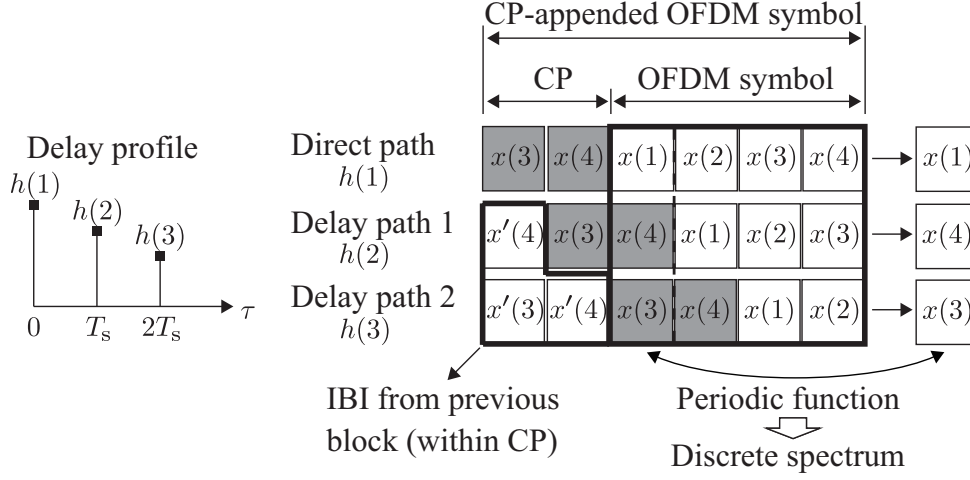 CP-appended OFDM symbol
CP
OFDM symbol
Delay profile
h(1)
h(2)
h(3)
0
T_s
2T_s
τ
Direct path
h(1)
x(3) x(4) x(1) x(2) x(3) x(4) x(1)
Delay path 1
h(2)
x′(4) x(3) x(4) x(1) x(2) x(3) x(4)
Delay path 2
h(3)
x′(3) x′(4) x(3) x(4) x(1) x(2) x(3)
IBI from previous
block (within CP)
Periodic function
Discrete spectrum